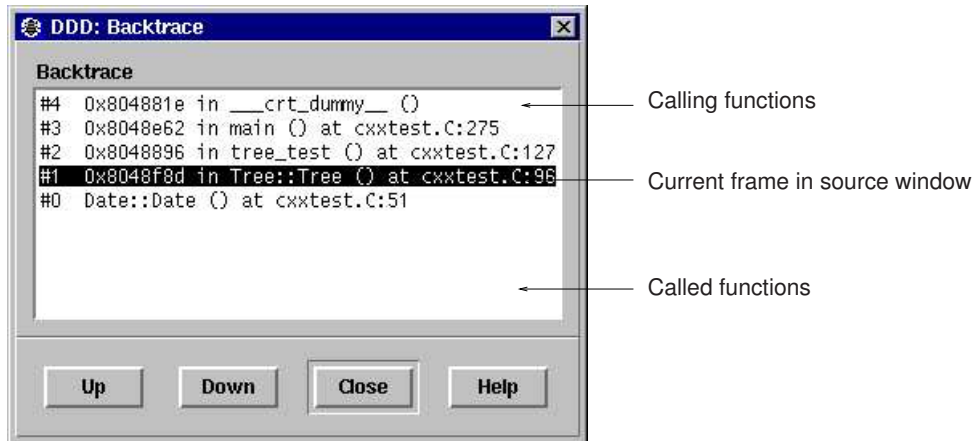 DDD: Backtrace
Backtrace
#4 0x804881e in ___crt_dummy__ ()
Calling functions
#3 0x8048e62 in main () at cxxtest.C:275
#2 0x8048896 in tree_test () at cxxtest.C:127
#1 0x8048f8d in Tree::Tree () at cxxtest.C:96
Current frame in source window
#0 Date::Date () at cxxtest.C:51
Called functions
Up Down Close Help